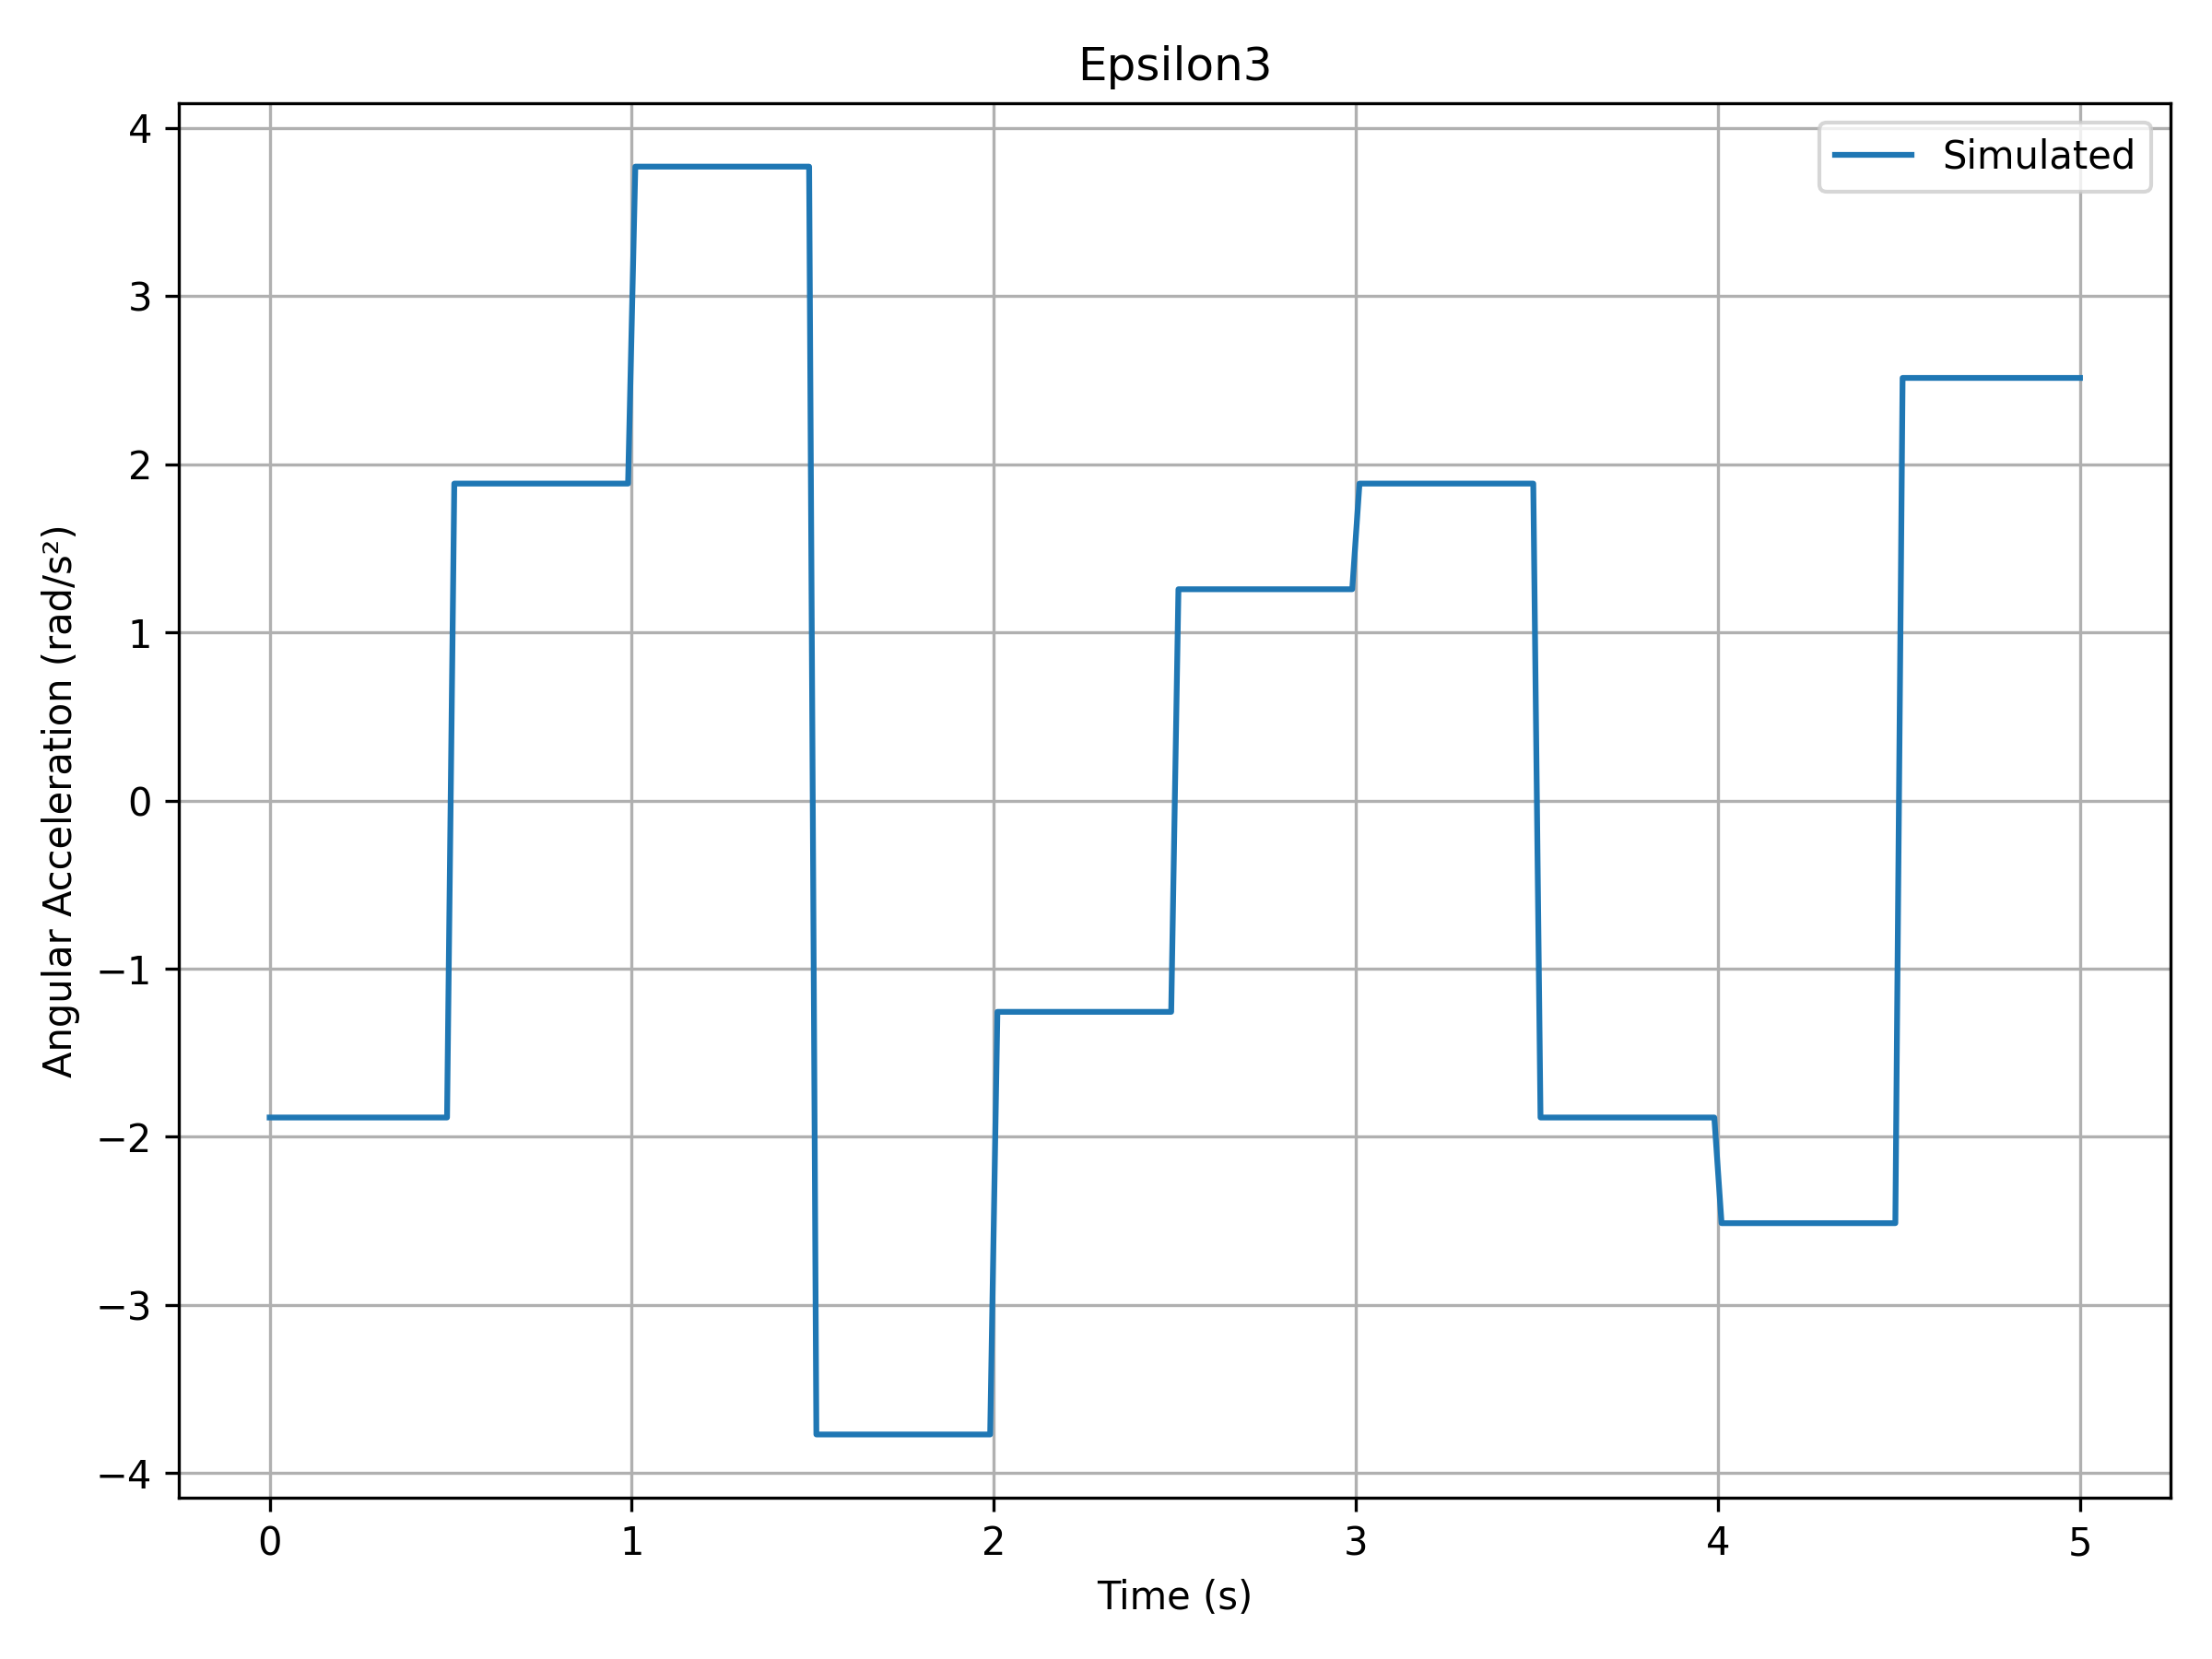 Epsilon3
Simulated
Angular Acceleration (rad/s²)
4
3
2
1
0
−1
−2
−3
−4
0 1 2 3 4 5
Time (s)